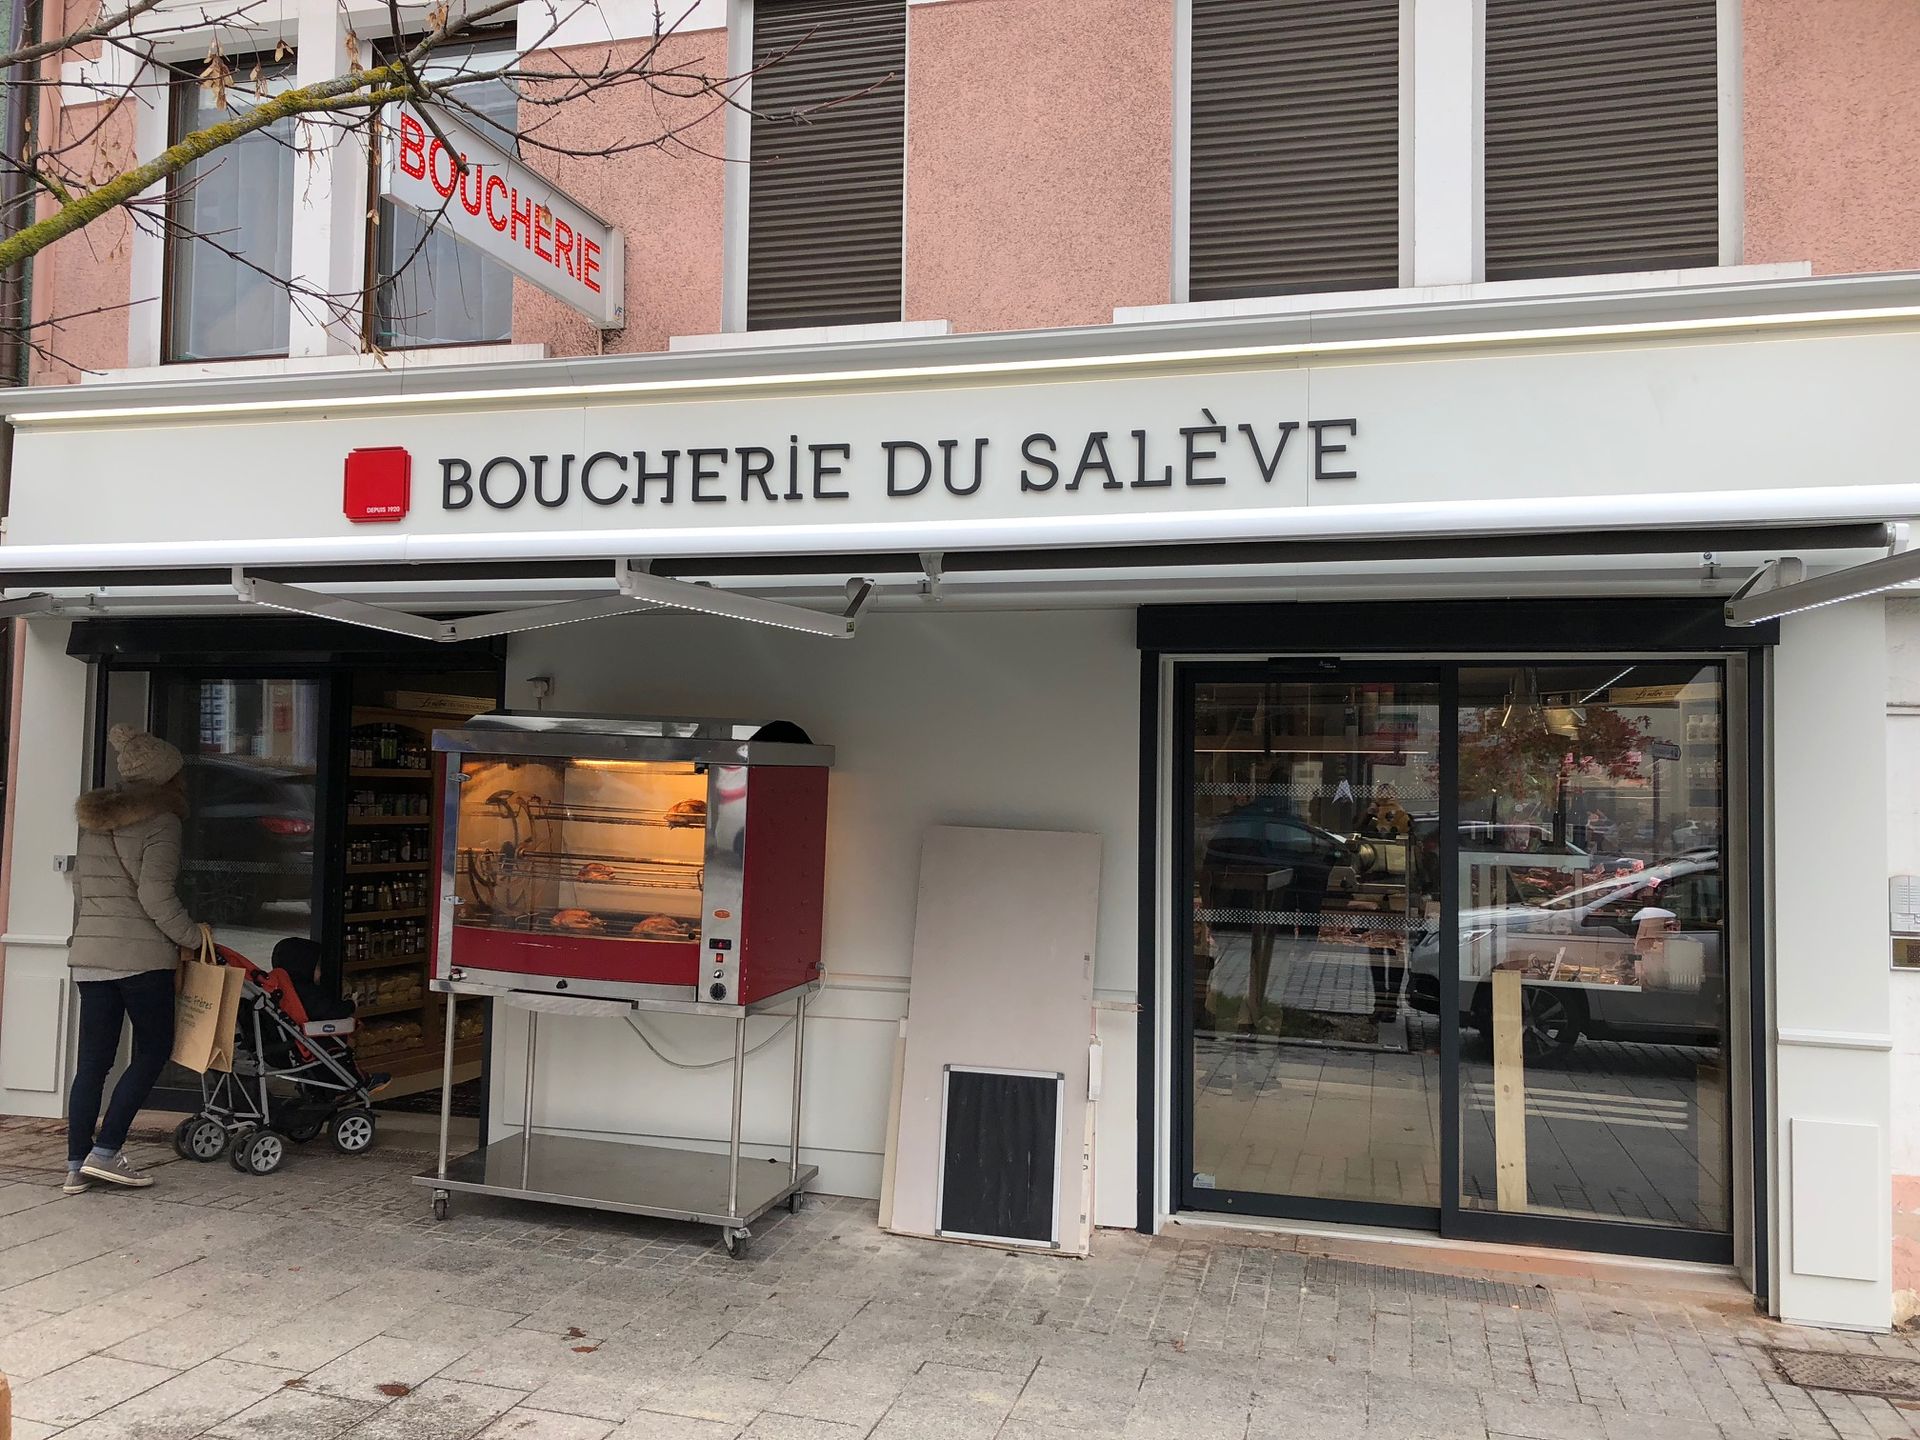 BOUCHERIE
BOUCHERIE DU SALÈVE
DEPUIS 1920